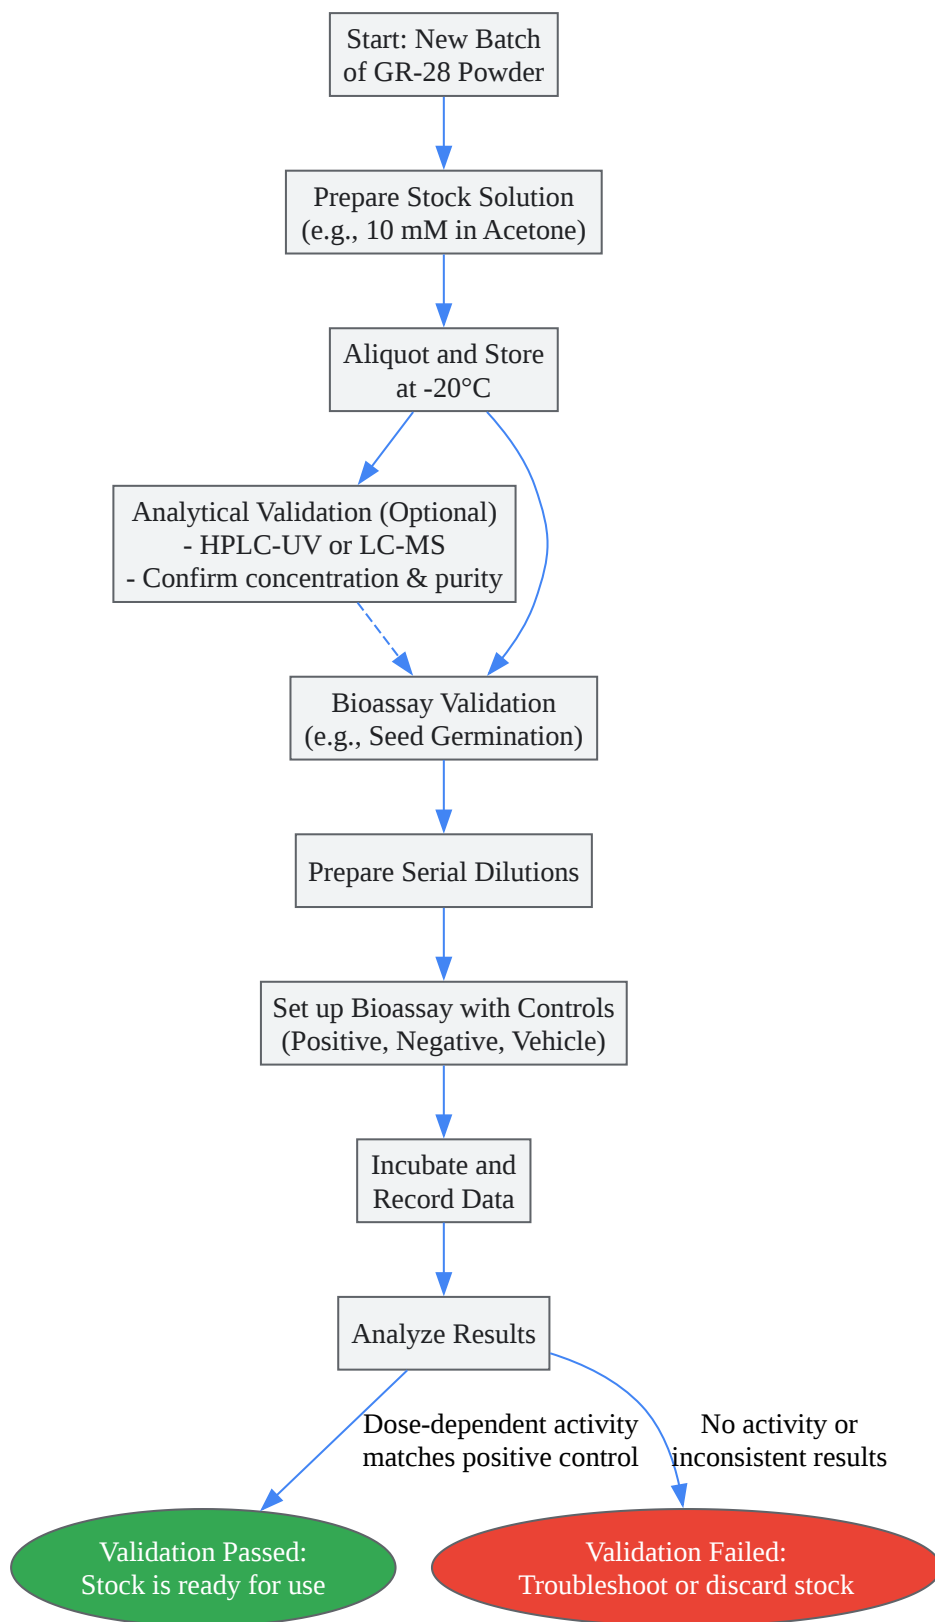 Start: New Batch
of GR-28 Powder
Prepare Stock Solution
(e.g., 10 mM in Acetone)
Aliquot and Store
at -20°C
Analytical Validation (Optional)
- HPLC-UV or LC-MS
- Confirm concentration & purity
Bioassay Validation
(e.g., Seed Germination)
Prepare Serial Dilutions
Set up Bioassay with Controls
(Positive, Negative, Vehicle)
Incubate and
Record Data
Analyze Results
Dose-dependent activity
matches positive control
No activity or
inconsistent results
Validation Passed:
Stock is ready for use
Validation Failed:
Troubleshoot or discard stock